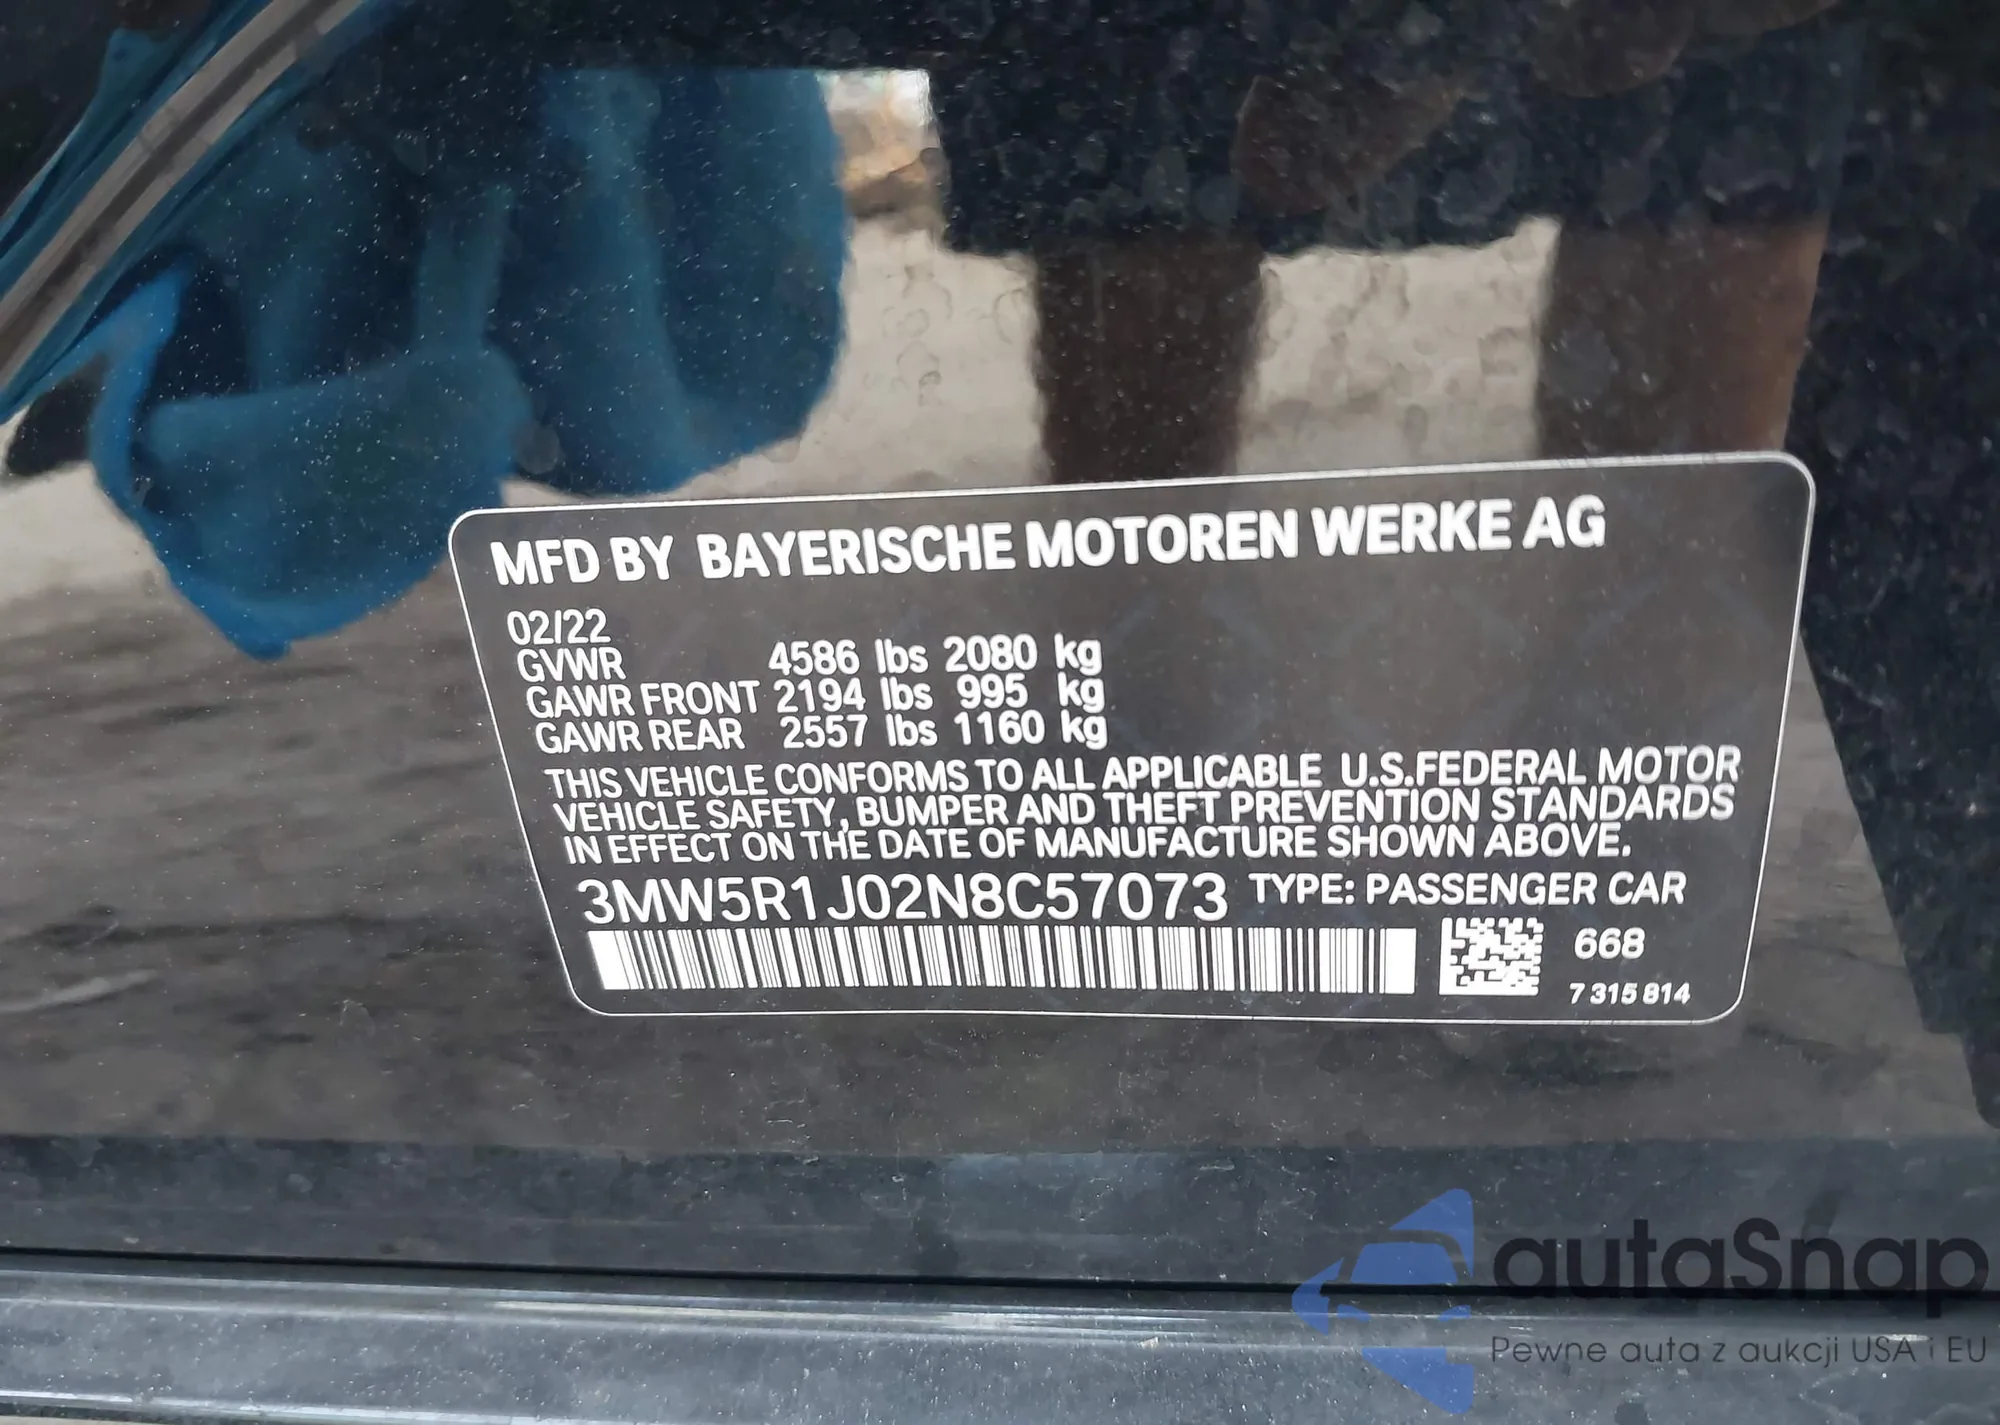 MFD BY BAYERISCHE MOTOREN WERKE AG
02/22
GVWR 4586 lbs 2080 kg
GAWR FRONT 2194 lbs 995 kg
GAWR REAR 2557 lbs 1160 kg
THIS VEHICLE CONFORMS TO ALL APPLICABLE U.S.FEDERAL MOTOR
VEHICLE SAFETY, BUMPER AND THEFT PREVENTION STANDARDS
IN EFFECT ON THE DATE OF MANUFACTURE SHOWN ABOVE.
3MW5R1J02N8C57073 TYPE: PASSENGER CAR
668
7 315 814
autaSnap
Pewne auta z aukcji USA i EU